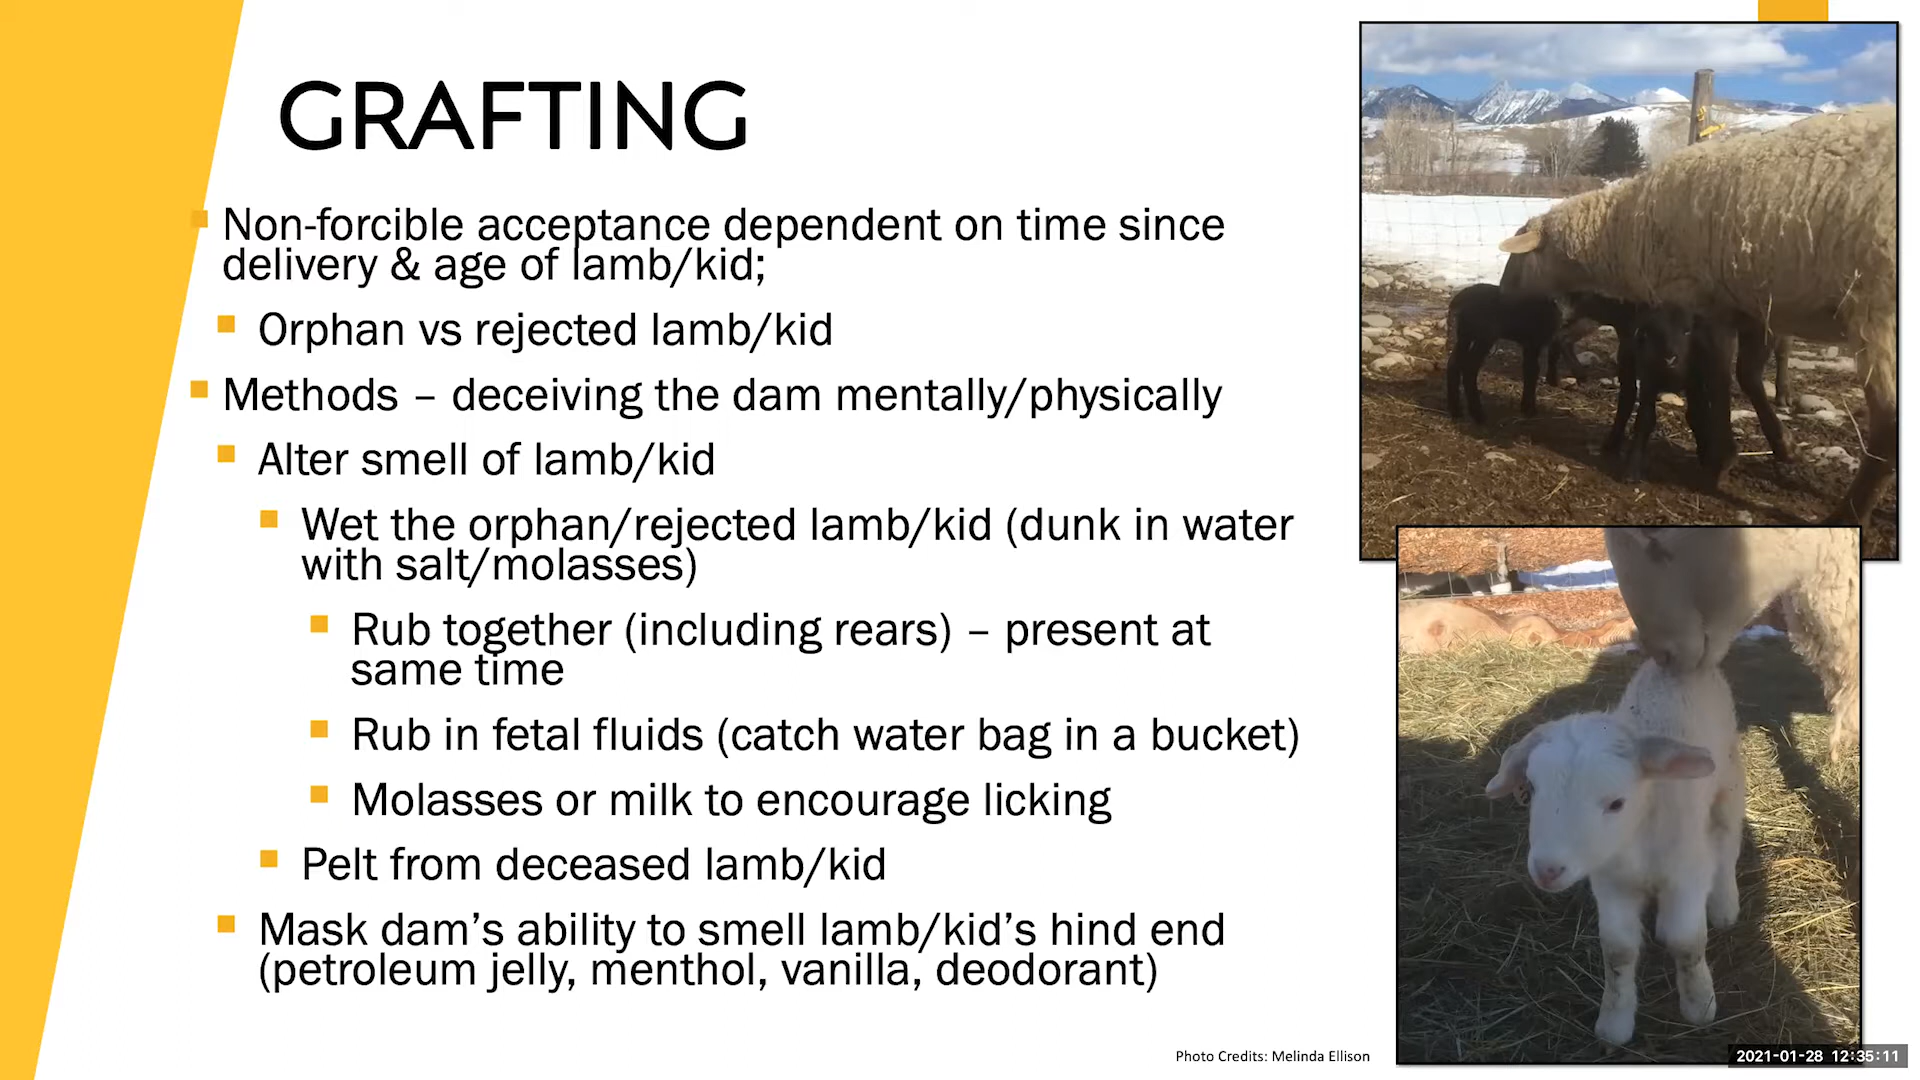 GRAFTING
Non-forcible acceptance dependent on time since
delivery & age of lamb/kid;
Orphan vs rejected lamb/kid
Methods – deceiving the dam mentally/physically
Alter smell of lamb/kid
Wet the orphan/rejected lamb/kid (dunk in water
with salt/molasses)
Rub together (including rears) – present at
same time
Rub in fetal fluids (catch water bag in a bucket)
Molasses or milk to encourage licking
Pelt from deceased lamb/kid
Mask dam’s ability to smell lamb/kid’s hind end
(petroleum jelly, menthol, vanilla, deodorant)
Photo Credits: Melinda Ellison
2021-01-28 12:35:11